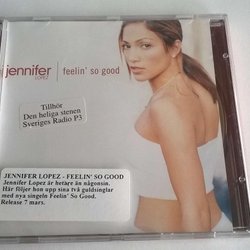 jennifer
LOPEZ
feelin' so good
Tillhör
Den heliga stenen
Sveriges Radio P3
JENNIFER LOPEZ - FEELIN' SO GOOD
Jennifer Lopez är hetare än någonsin.
Här följer hon upp sina två guldsinglar
med nya singeln Feelin' So Good.
Release 7 mars.